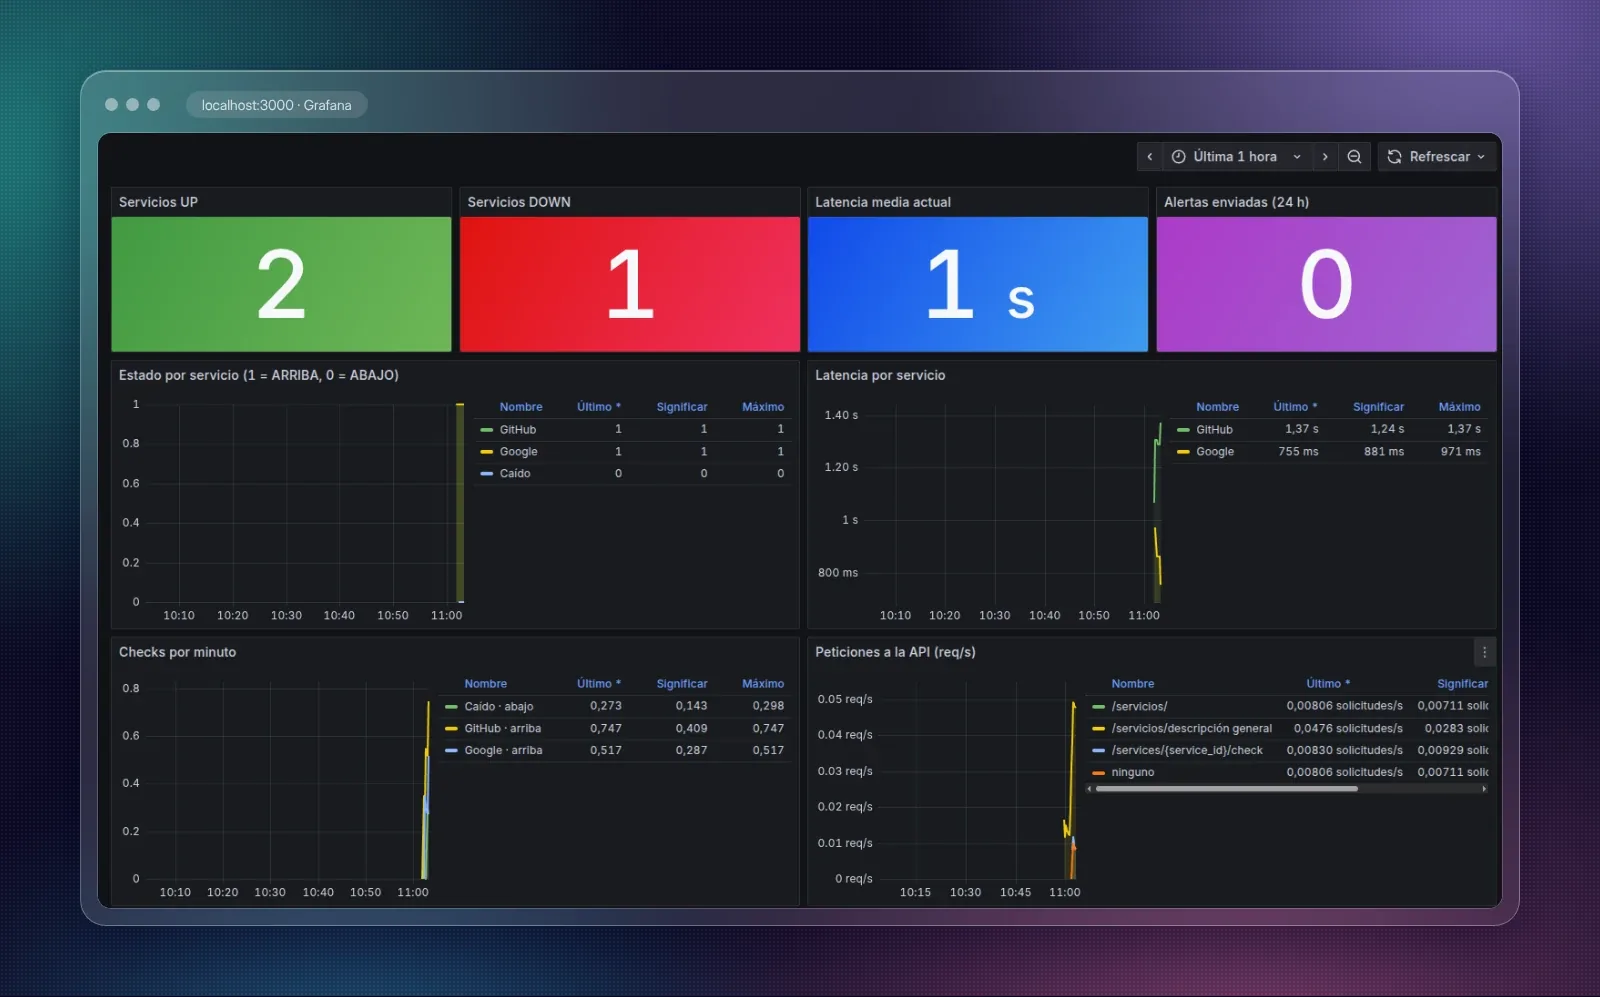 localhost:3000 · Grafana
Última 1 hora
Refrescar
Servicios UP
2
Servicios DOWN
1
Latencia media actual
1 s
Alertas enviadas (24 h)
0
Estado por servicio (1 = ARRIBA, 0 = ABAJO)
1
0.8
0.6
0.4
0.2
0
10:10 10:20 10:30 10:40 10:50 11:00
Nombre Último * Significar Máximo
GitHub 1 1 1
Google 1 1 1
Caído 0 0 0
Latencia por servicio
1.40 s
1.20 s
1 s
800 ms
10:10 10:20 10:30 10:40 10:50 11:00
Nombre Último * Significar Máximo
GitHub 1,37 s 1,24 s 1,37 s
Google 755 ms 881 ms 971 ms
Checks por minuto
0.8
0.6
0.4
0.2
0
10:10 10:20 10:30 10:40 10:50 11:00
Nombre Último * Significar Máximo
Caído · abajo 0,273 0,143 0,298
GitHub · arriba 0,747 0,409 0,747
Google · arriba 0,517 0,287 0,517
Peticiones a la API (req/s)
0.05 req/s
0.04 req/s
0.03 req/s
0.02 req/s
0.01 req/s
0 req/s
10:15 10:30 10:45 11:00
Nombre Último * Significar
/servicios/ 0,00806 solicitudes/s 0,00711 solic
/servicios/descripción general 0,0476 solicitudes/s 0,0283 solic
/services/{service_id}/check 0,00830 solicitudes/s 0,00929 solic
ninguno 0,00806 solicitudes/s 0,00711 solic